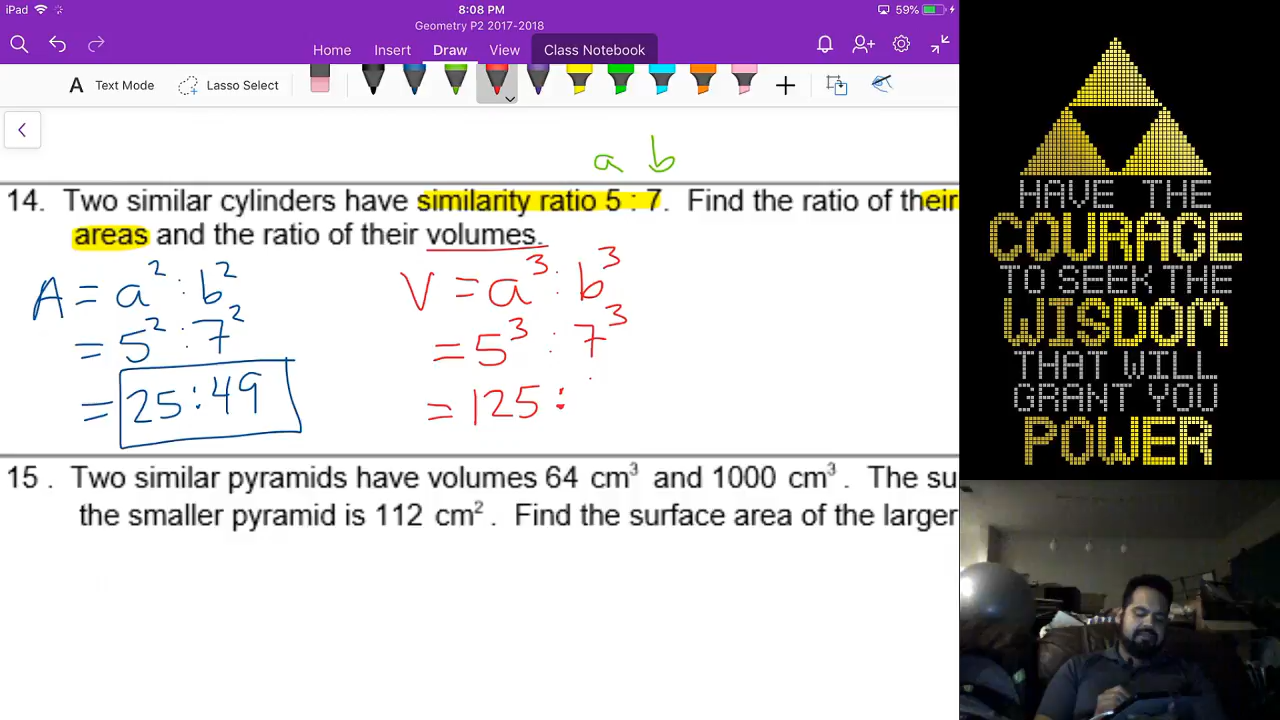 iPad 8:08 PM 59%
Geometry P2 2017-2018
Home Insert Draw View Class Notebook
A Text Mode Lasso Select
a b
14. Two similar cylinders have similarity ratio 5 : 7. Find the ratio of their
areas and the ratio of their volumes.
A = a² : b²
= 5² : 7²
= 25 : 49
V = a³ : b³
= 5³ : 7³
= 125 :
15 . Two similar pyramids have volumes 64 cm³ and 1000 cm³ . The su
the smaller pyramid is 112 cm² . Find the surface area of the larger
HAVE THE
COURAGE
TO SEEK THE
WISDOM
THAT WILL
GRANT YOU
POWER